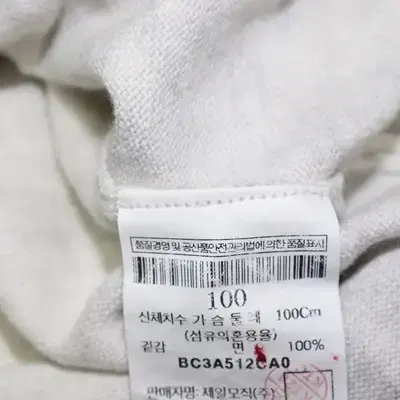 품질경영 및 공산품안전관리법에 의한 품질표시
100
신체치수 가슴둘레 100Cm
(섬유의혼용율)
겉감 면 100%
BC3A512CA0
판매자명: 제일모직(주)